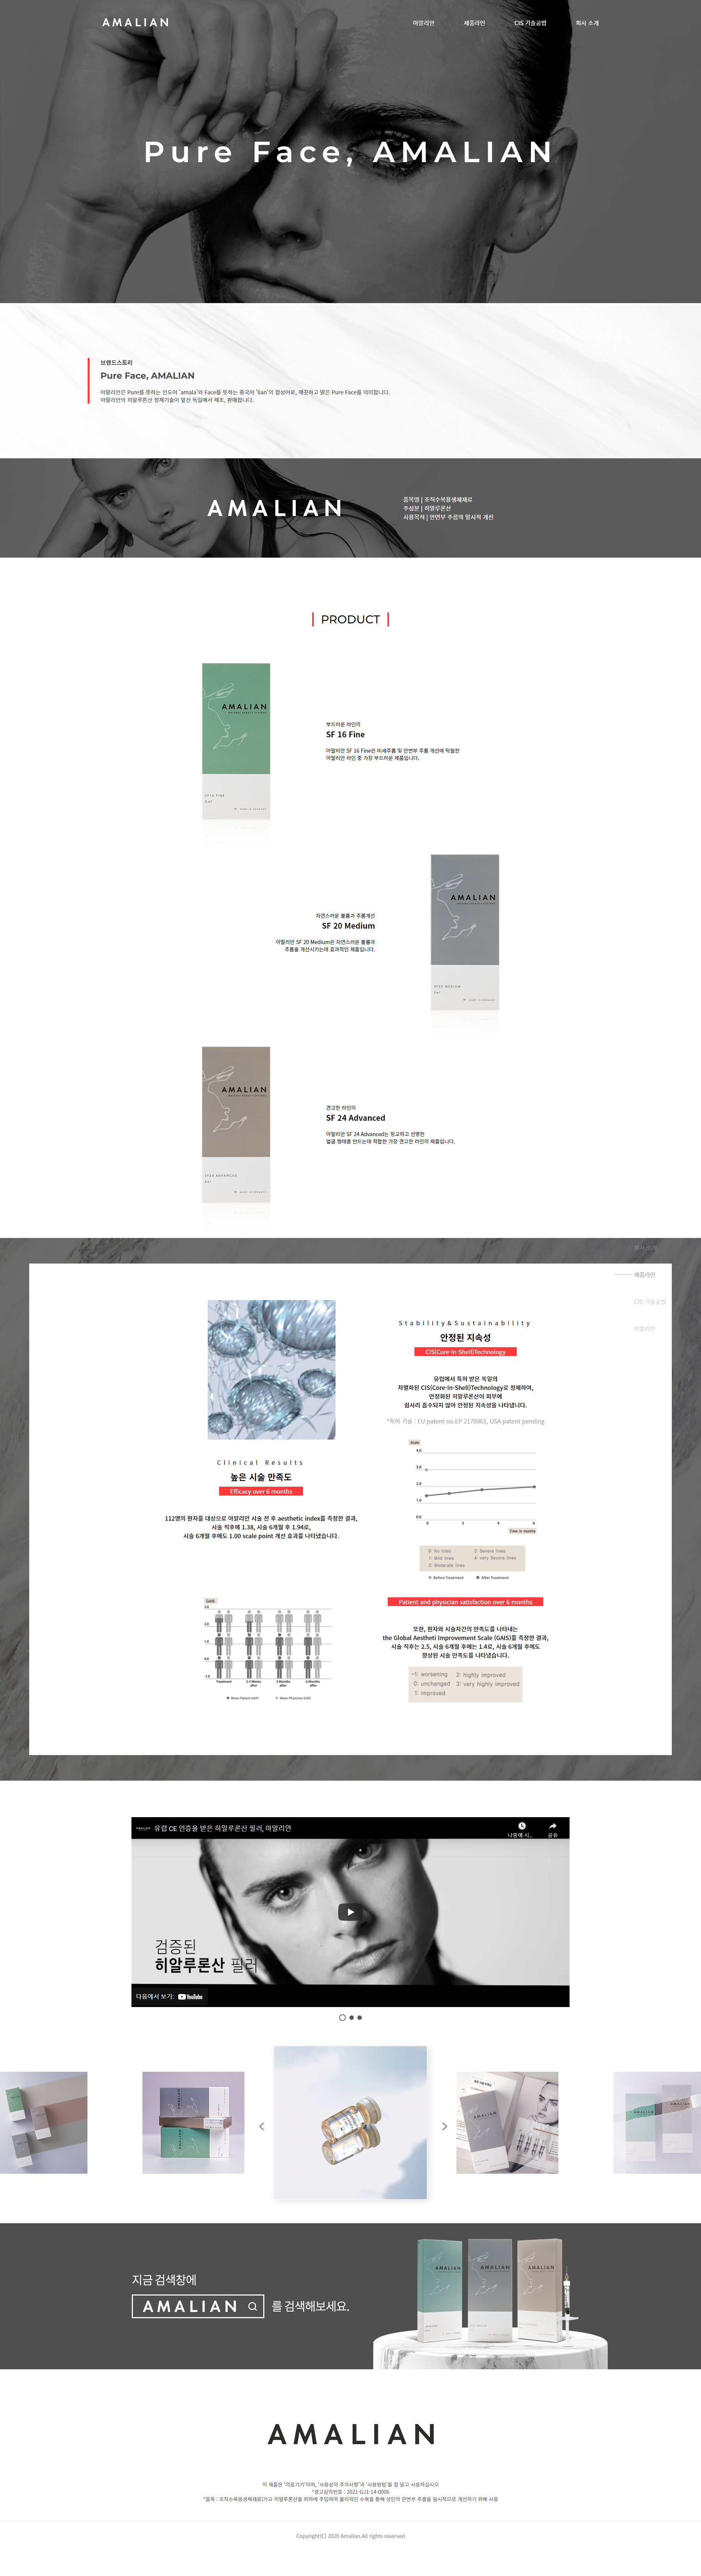 AMALIAN
아말리안
제품라인
CIS 기술공법
회사 소개
Pure Face, AMALIAN
브랜드스토리
Pure Face, AMALIAN
아말리안은 Pure를 뜻하는 인도어 'amala'와 Face를 뜻하는 중국어 'lian'의 합성어로, 깨끗하고 맑은 Pure Face를 의미합니다.
아말리안의 히알루론산 정제기술이 앞선 독일에서 제조, 판매합니다.
AMALIAN
품목명 | 조직수복용생체재료
주성분 | 히알루론산
사용목적 | 안면부 주름의 일시적 개선
PRODUCT
AMALIAN
SF16 FINE
부드러운 라인의
SF 16 Fine
아말리안 SF 16 Fine은 미세주름 및 안면부 주름 개선에 탁월한
아말리안 라인 중 가장 부드러운 제품입니다.
자연스러운 볼륨과 주름개선
SF 20 Medium
아말리안 SF 20 Medium은 자연스러운 볼륨과
주름을 개선시키는데 효과적인 제품입니다.
AMALIAN
SF20 MEDIUM
AMALIAN
SF24 ADVANCED
견고한 라인의
SF 24 Advanced
아말리안 SF 24 Advanced는 정교하고 선명한
얼굴 형태를 만드는데 적합한 가장 견고한 라인의 제품입니다.
회사 소개
제품라인
CIS 기술공법
아말리안
Stability&Sustainability
안정된 지속성
CIS(Core-In-Shell)Technology
유럽에서 특허 받은 독일의
차별화된 CIS(Core-In-Shell)Technology로 정제하여,
안정화된 히알루론산이 피부에
쉽사리 흡수되지 않아 안정된 지속성을 나타냅니다.
*특허 기술 : EU patent no.EP 2170961, USA patent pending
Clinical Results
높은 시술 만족도
Efficacy over 6 months
112명의 환자를 대상으로 아말리안 시술 전 후 aesthetic index를 측정한 결과,
시술 직후에 1.38, 시술 6개월 후 1.94로,
시술 6개월 후에도 1.00 scale point 개선 효과를 나타냈습니다.
Scale
4.0
3.0
2.0
1.0
0.0
0 2 4 6
Time in months
0: No lines 3: Severe lines
1: Mild lines 4: very Severe lines
2: Moderate lines
Before Treatment After Treatment
Patient and physician satisfaction over 6 months
또한, 환자와 시술자간의 만족도를 나타내는
the Global Aestheti Improvement Scale (GAIS)를 측정한 결과,
시술 직후는 2.5, 시술 6개월 후에는 1.4로, 시술 6개월 후에도
향상된 시술 만족도를 나타냈습니다.
-1: worsening 2: highly improved
0: unchanged 3: very highly improved
1: improved
GAIS
3.0
2.0
1.0
0.0
-1.0
Treatment
after
3 Months
after
6 Months
after
Mean Patient GAIS Mean Physician GAIS
AMALIAN 유럽 CE 인증을 받은 히알루론산 필러, 아말리안
나중에 시...
공유
검증된
히알루론산 필러
다음에서 보기: YouTube
AMALIAN
지금 검색창에
AMALIAN
를 검색해보세요.
AMALIAN
AMALIAN
AMALIAN
AMALIAN
이 제품은 '의료기기'이며, '사용상의 주의사항'과 '사용방법'을 잘 읽고 사용하십시오
*광고심의번호 : 2021-GJ1-14-0006
*품목 : 조직수복용생체재료(가교 히알루론산을 피하에 주입하여 물리적인 수복을 통해 성인의 안면부 주름을 일시적으로 개선하기 위해 사용
Copyright(C) 2020 Amalian.All rights reserved